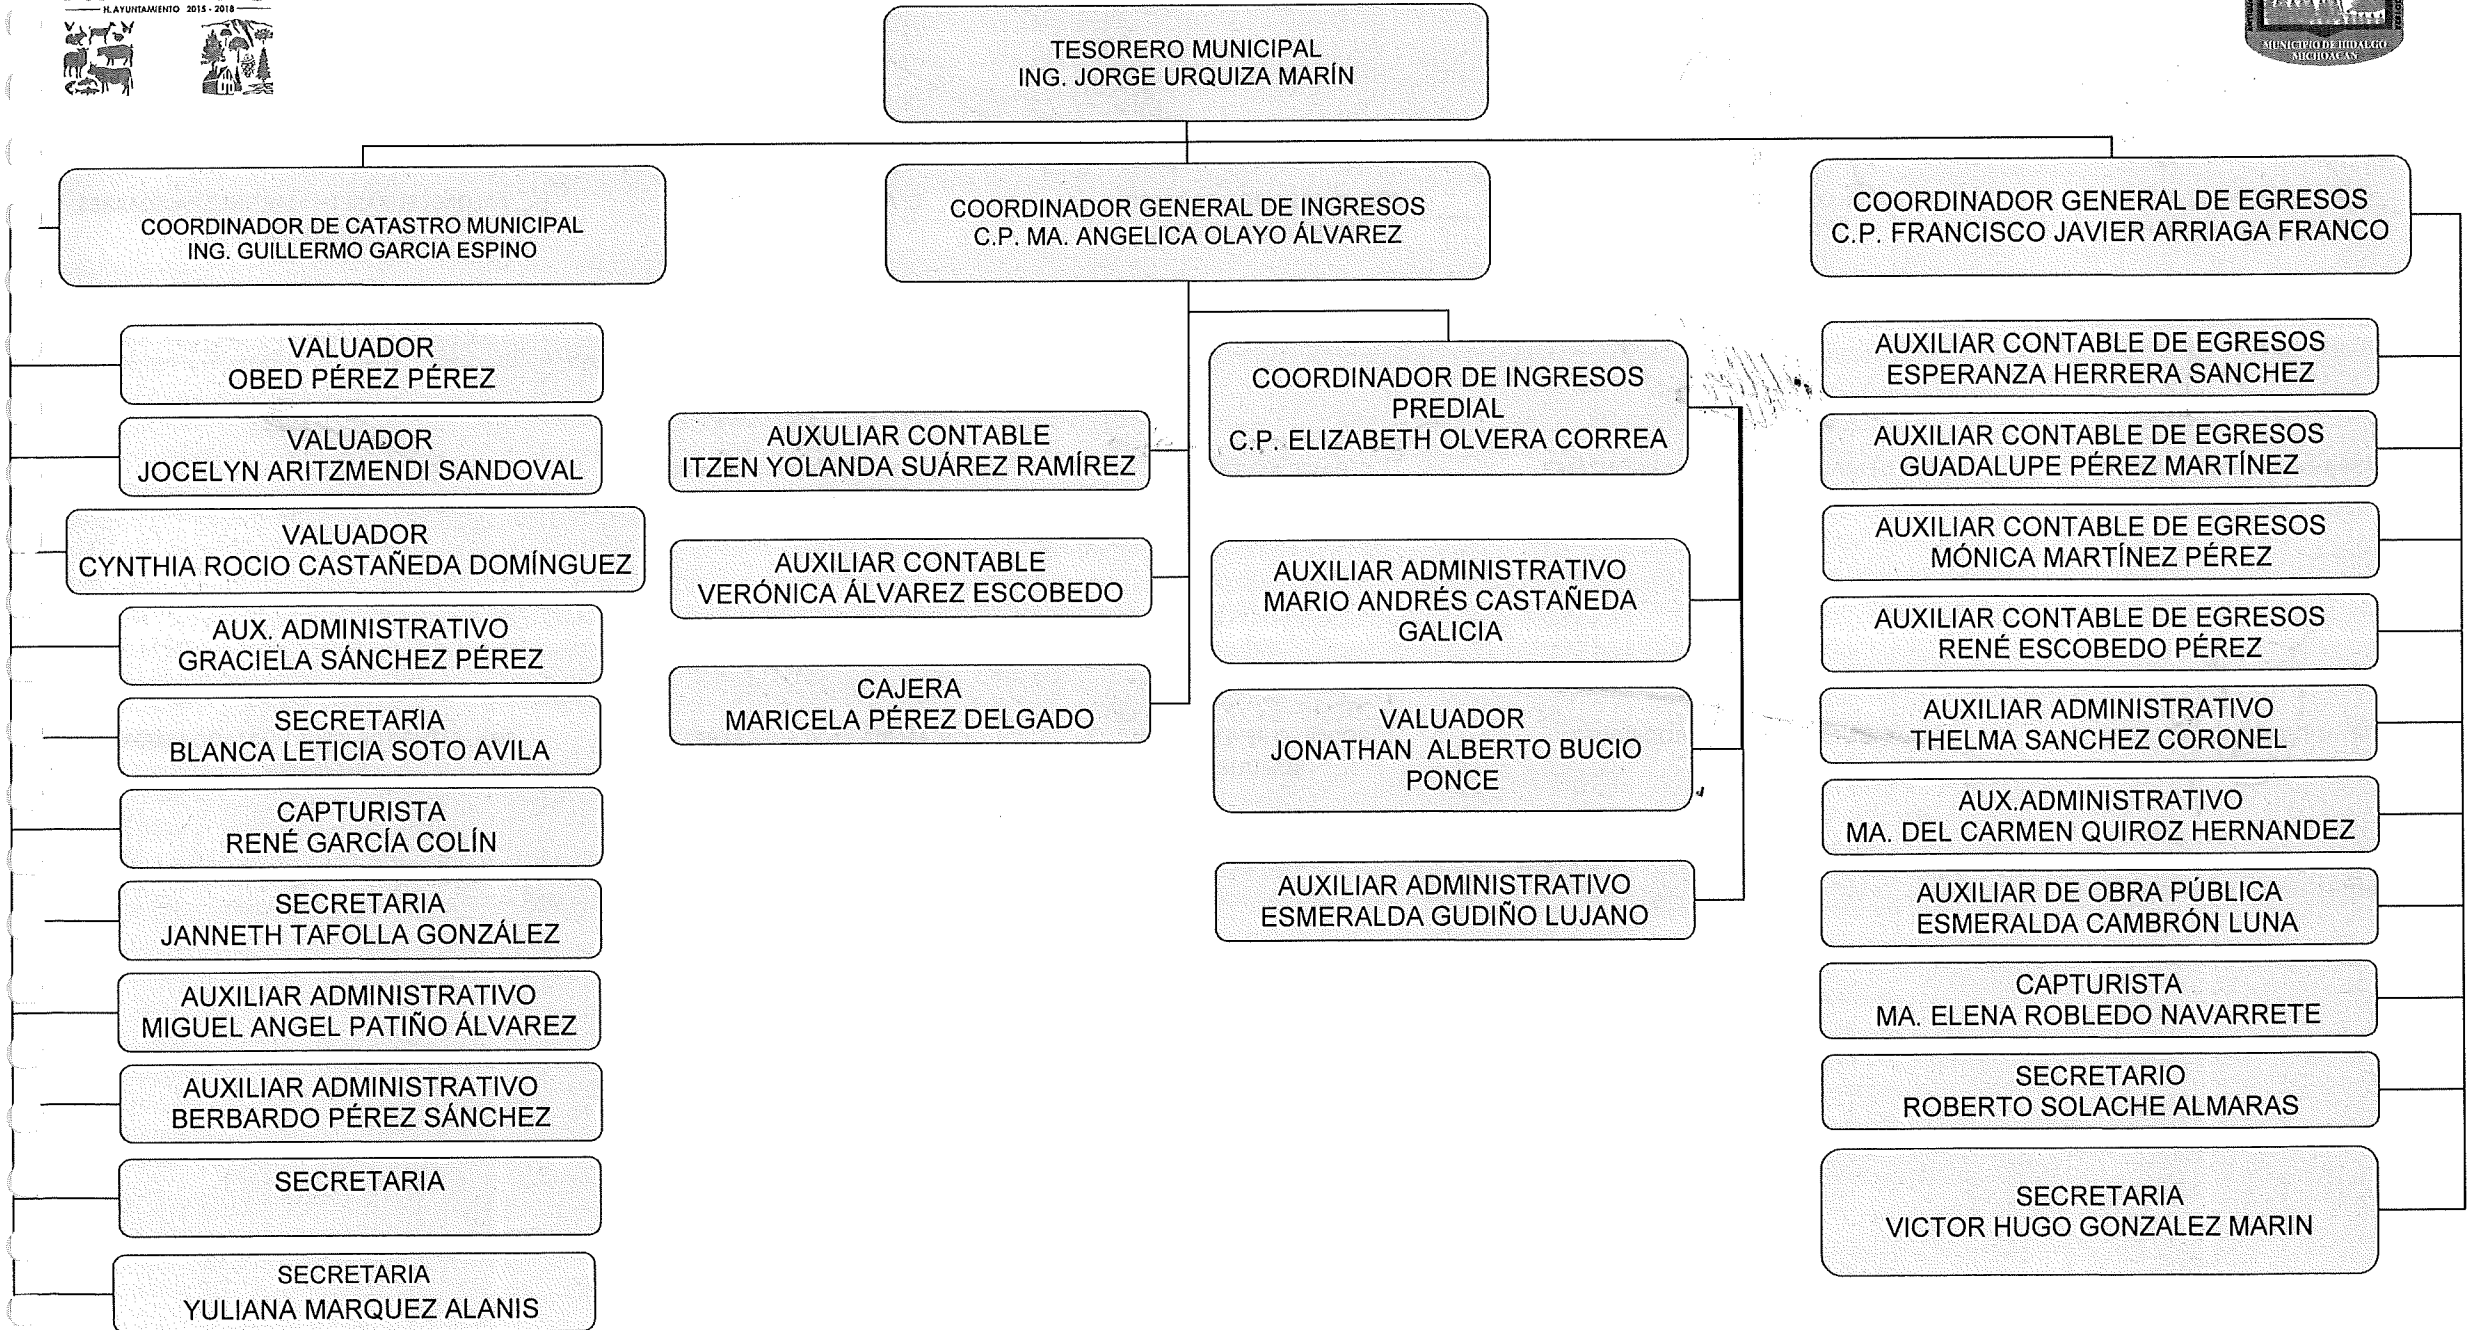 H. AYUNTAMIENTO 2015 - 2018
MUNICIPIO DE HIDALGO
MICHOACÁN
TESORERO MUNICIPAL
ING. JORGE URQUIZA MARÍN
COORDINADOR DE CATASTRO MUNICIPAL
ING. GUILLERMO GARCIA ESPINO
VALUADOR
OBED PÉREZ PÉREZ
VALUADOR
JOCELYN ARITZMENDI SANDOVAL
VALUADOR
CYNTHIA ROCIO CASTAÑEDA DOMÍNGUEZ
AUX. ADMINISTRATIVO
GRACIELA SÁNCHEZ PÉREZ
SECRETARIA
BLANCA LETICIA SOTO AVILA
CAPTURISTA
RENÉ GARCÍA COLÍN
SECRETARIA
JANNETH TAFOLLA GONZÁLEZ
AUXILIAR ADMINISTRATIVO
MIGUEL ANGEL PATIÑO ÁLVAREZ
AUXILIAR ADMINISTRATIVO
BERBARDO PÉREZ SÁNCHEZ
SECRETARIA
SECRETARIA
YULIANA MARQUEZ ALANIS
COORDINADOR GENERAL DE INGRESOS
C.P. MA. ANGELICA OLAYO ÁLVAREZ
AUXULIAR CONTABLE
ITZEN YOLANDA SUÁREZ RAMÍREZ
AUXILIAR CONTABLE
VERÓNICA ÁLVAREZ ESCOBEDO
CAJERA
MARICELA PÉREZ DELGADO
COORDINADOR DE INGRESOS
PREDIAL
C.P. ELIZABETH OLVERA CORREA
AUXILIAR ADMINISTRATIVO
MARIO ANDRÉS CASTAÑEDA
GALICIA
VALUADOR
JONATHAN ALBERTO BUCIO
PONCE
AUXILIAR ADMINISTRATIVO
ESMERALDA GUDIÑO LUJANO
COORDINADOR GENERAL DE EGRESOS
C.P. FRANCISCO JAVIER ARRIAGA FRANCO
AUXILIAR CONTABLE DE EGRESOS
ESPERANZA HERRERA SANCHEZ
AUXILIAR CONTABLE DE EGRESOS
GUADALUPE PÉREZ MARTÍNEZ
AUXILIAR CONTABLE DE EGRESOS
MÓNICA MARTÍNEZ PÉREZ
AUXILIAR CONTABLE DE EGRESOS
RENÉ ESCOBEDO PÉREZ
AUXILIAR ADMINISTRATIVO
THELMA SANCHEZ CORONEL
AUX.ADMINISTRATIVO
MA. DEL CARMEN QUIROZ HERNANDEZ
AUXILIAR DE OBRA PÚBLICA
ESMERALDA CAMBRÓN LUNA
CAPTURISTA
MA. ELENA ROBLEDO NAVARRETE
SECRETARIO
ROBERTO SOLACHE ALMARAS
SECRETARIA
VICTOR HUGO GONZALEZ MARIN